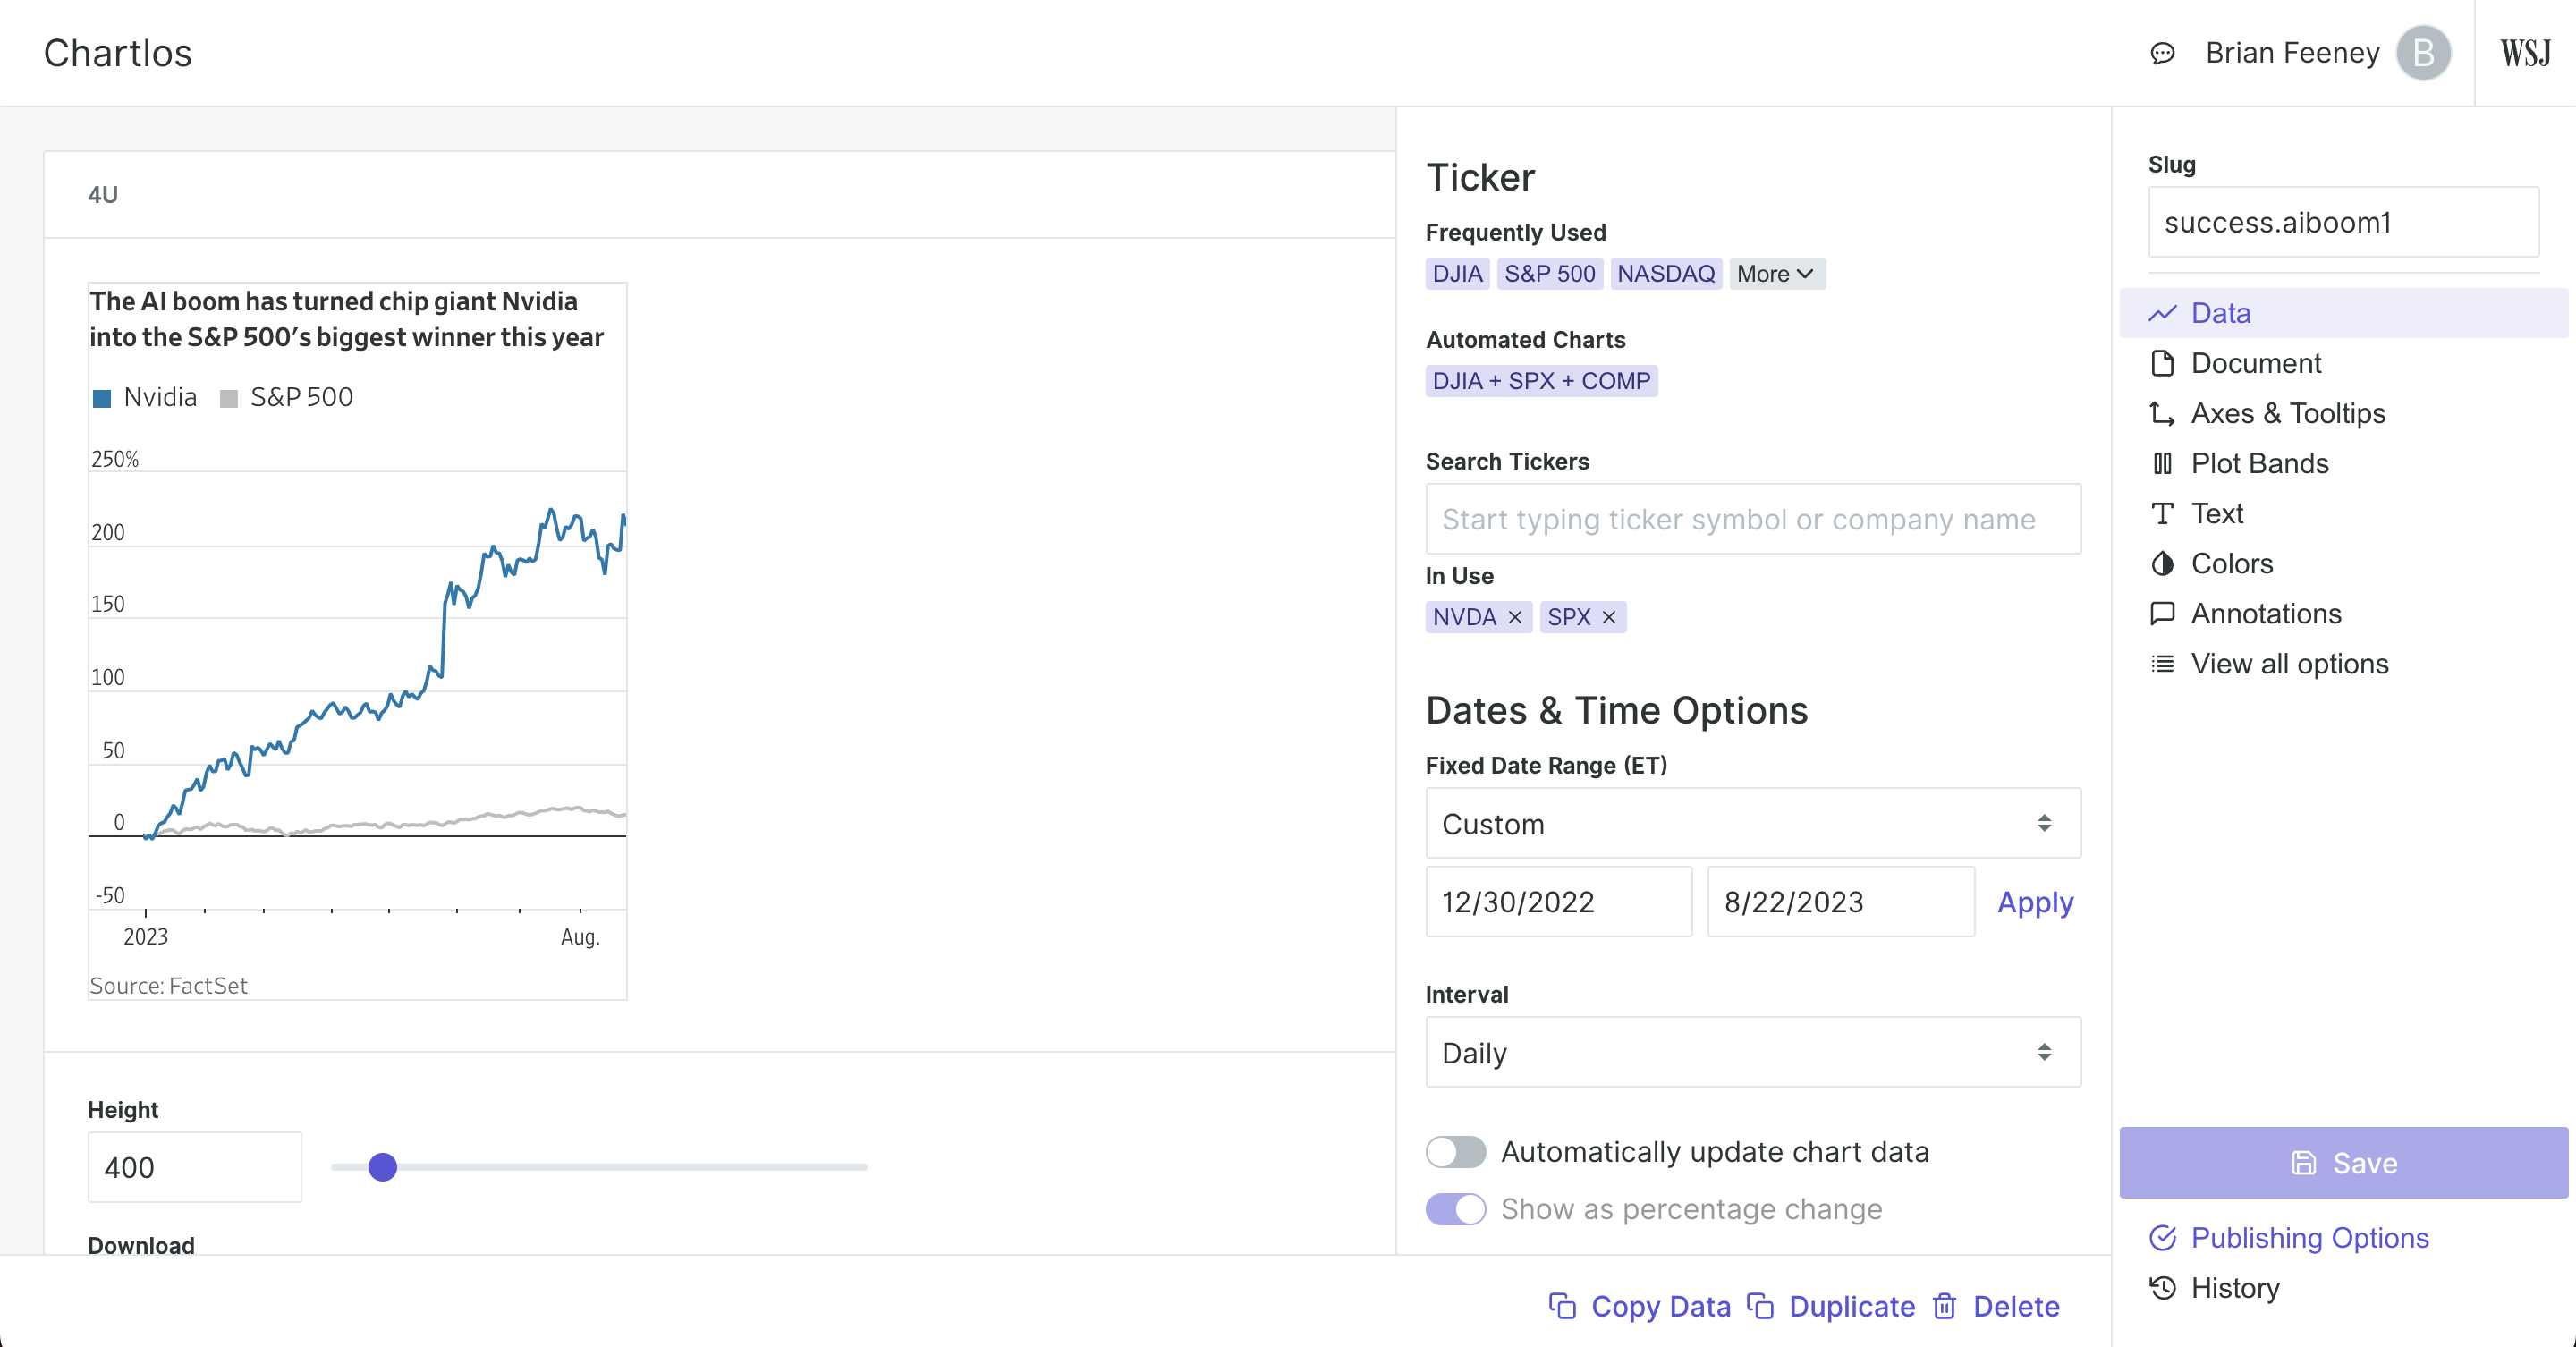 Chartlos
Brian Feeney
B
WSJ
4U
The AI boom has turned chip giant Nvidia
into the S&P 500's biggest winner this year
Nvidia S&P 500
250%
200
150
100
50
0
-50
2023 Aug.
Source: FactSet
Height
400
Download
Ticker
Frequently Used
DJIA S&P 500 NASDAQ More
Automated Charts
DJIA + SPX + COMP
Search Tickers
Start typing ticker symbol or company name
In Use
NVDA × SPX ×
Dates & Time Options
Fixed Date Range (ET)
Custom
12/30/2022 8/22/2023 Apply
Interval
Daily
Automatically update chart data
Show as percentage change
Copy Data Duplicate Delete
Slug
success.aiboom1
Data
Document
Axes & Tooltips
Plot Bands
Text
Colors
Annotations
View all options
Save
Publishing Options
History